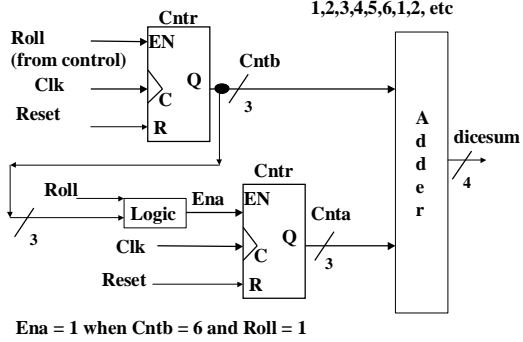 1,2,3,4,5,6,1,2, etc
Cntr
Roll
(from control)
EN
Clk
Q
Cntb
C
3
Reset
R
Adder
dicesum
4
Cntr
Roll
Logic
Ena
EN
3
Clk
Q
Cnta
C
3
Reset
R
Ena = 1 when Cntb = 6 and Roll = 1